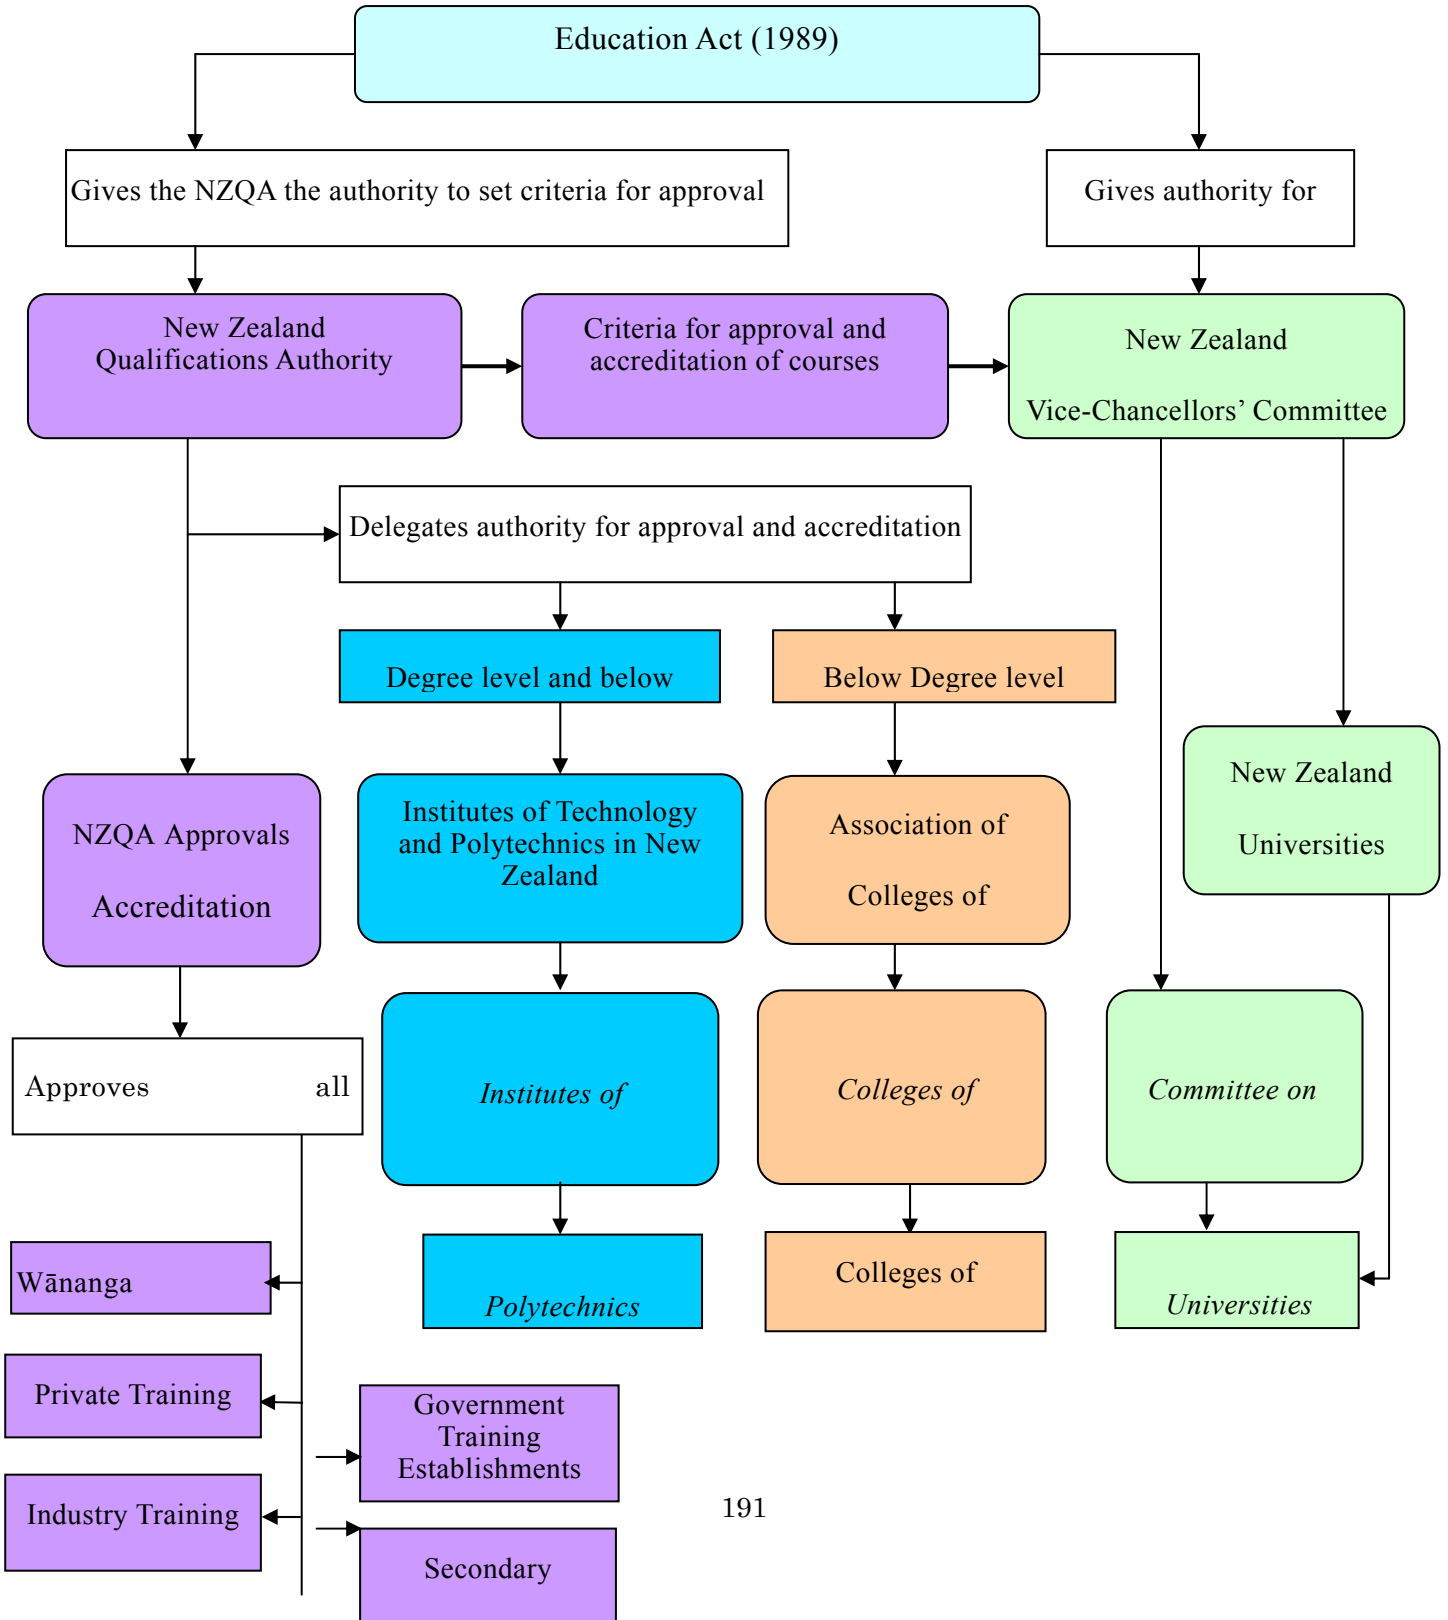 Education Act (1989)
Gives the NZQA the authority to set criteria for approval
Gives authority for
New Zealand
Qualifications Authority
Criteria for approval and
accreditation of courses
New Zealand
Vice-Chancellors’ Committee
Delegates authority for approval and accreditation
Degree level and below
Below Degree level
New Zealand
Universities
NZQA Approvals
Accreditation
Institutes of Technology
and Polytechnics in New
Zealand
Association of
Colleges of
Approves all
Institutes of
Colleges of
Committee on
Wānanga
Polytechnics
Colleges of
Universities
Private Training
Government
Training
Establishments
Industry Training
Secondary
191